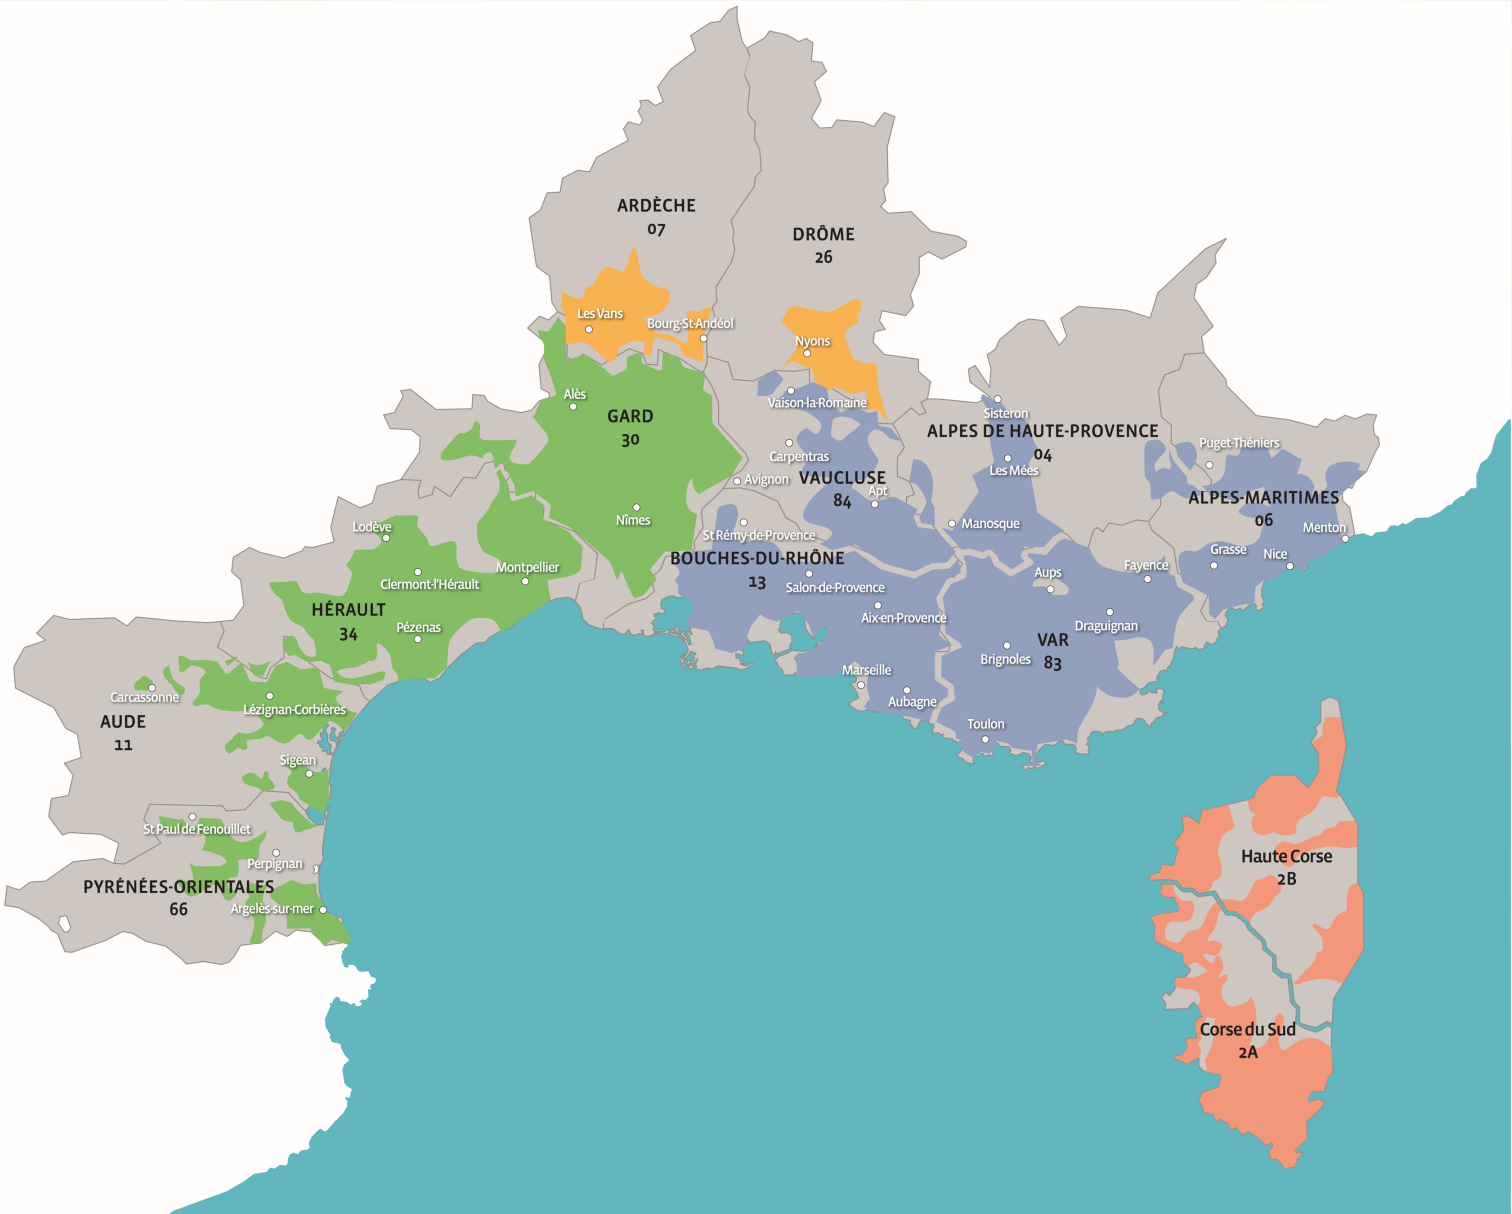 ARDÈCHE
07
DRÔME
26
Les Vans
Bourg-St-Andéol
Nyons
Alès
GARD
30
Vaison-la-Romaine
Sisteron
ALPES DE HAUTE-PROVENCE
04
Carpentras
Les Mées
Puget-Théniers
Avignon
VAUCLUSE
84
Apt
ALPES-MARITIMES
06
Nîmes
St Rémy-de-Provence
Manosque
Menton
Lodève
BOUCHES-DU-RHÔNE
13
Grasse
Nice
Clermont-l'Hérault
Montpellier
Salon-de-Provence
Aups
Fayence
HÉRAULT
34
Pézenas
Aix-en-Provence
Draguignan
VAR
83
Brignoles
Marseille
Aubagne
Carcassonne
Lézignan-Corbières
AUDE
11
Toulon
Sigean
St Paul de Fenouillet
Perpignan
PYRÉNÉES-ORIENTALES
66
Argelès-sur-mer
Haute Corse
2B
Corse du Sud
2A